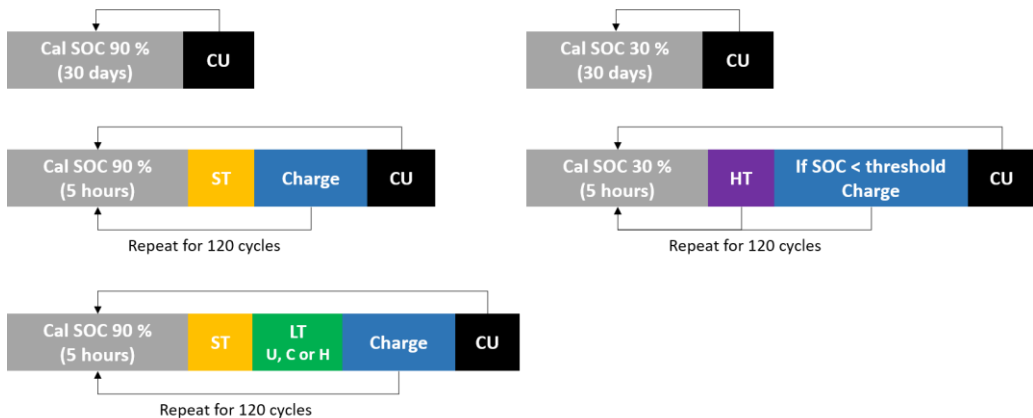 Cal SOC 90 %
(30 days)
CU
Cal SOC 30 %
(30 days)
CU
Cal SOC 90 %
(5 hours)
ST
Charge
CU
Repeat for 120 cycles
Cal SOC 30 %
(5 hours)
HT
If SOC < threshold
Charge
CU
Repeat for 120 cycles
Cal SOC 90 %
(5 hours)
ST
LT
U, C or H
Charge
CU
Repeat for 120 cycles